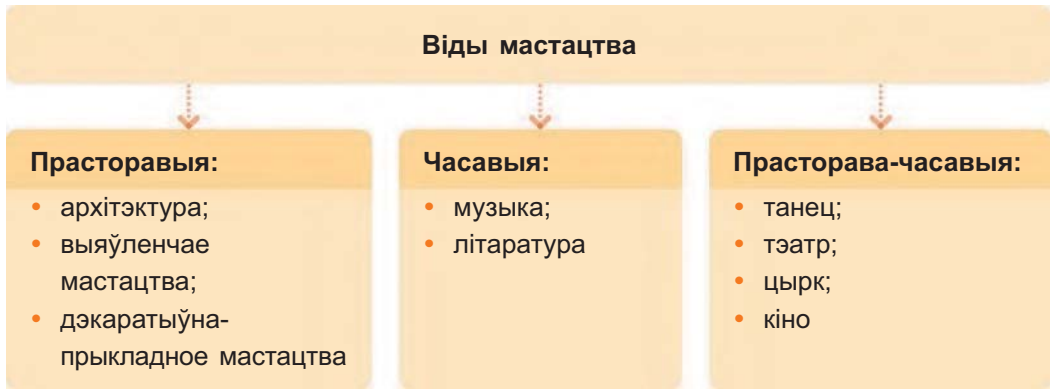 Віды мастацтва
Прасторавыя:
• архітэктура;
• выяўленчае
мастацтва;
• дэкаратыўна-
прыкладное мастацтва
Часавыя:
• музыка;
• літаратура
Прасторава-часавыя:
• танец;
• тэатр;
• цырк;
• кіно